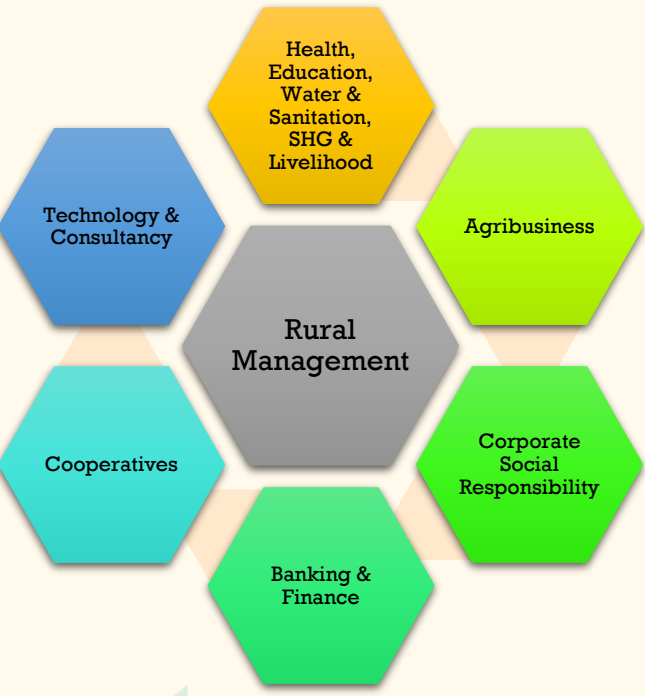 Health,
Education,
Water &
Sanitation,
SHG &
Livelihood
Technology &
Consultancy
Agribusiness
Rural
Management
Cooperatives
Corporate
Social
Responsibility
Banking &
Finance